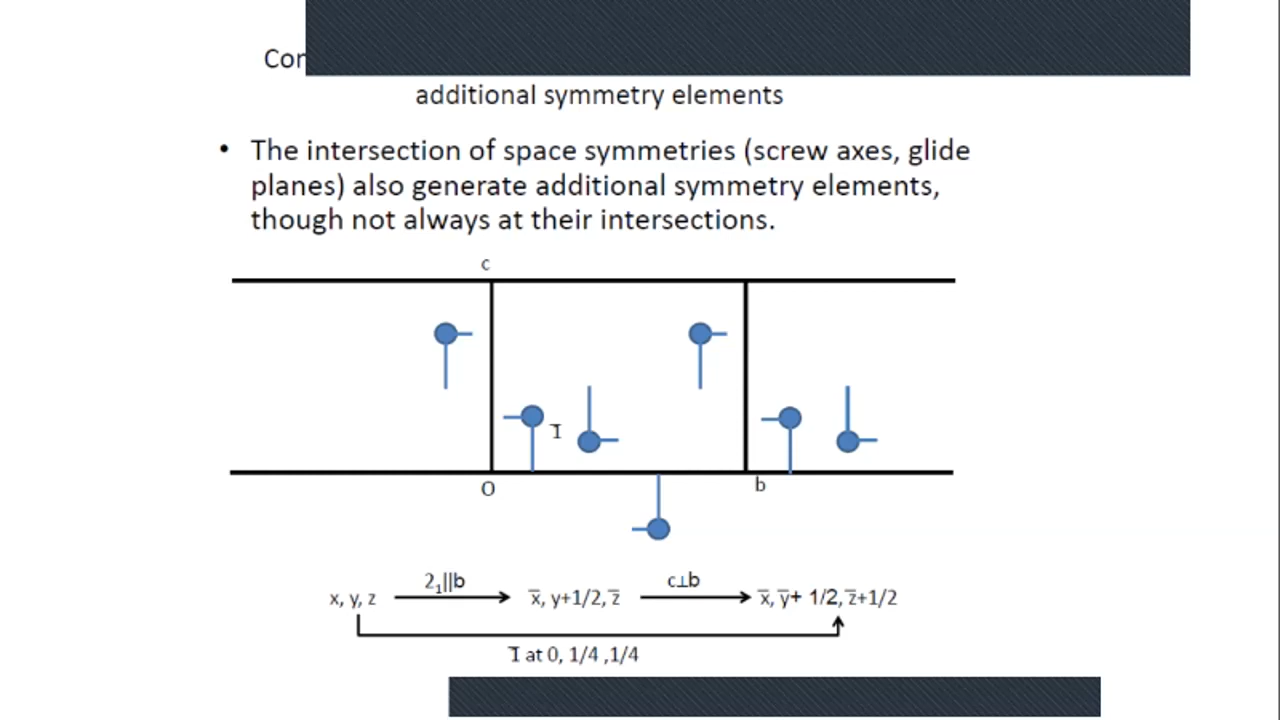 additional symmetry elements
• The intersection of space symmetries (screw axes, glide
planes) also generate additional symmetry elements,
though not always at their intersections.
c
1̅
O
b
2₁||b
c⊥b
x, y, z
x̅, y+1/2, z̅
x̅, y̅+ 1/2, z̅+1/2
1̅ at 0, 1/4 ,1/4